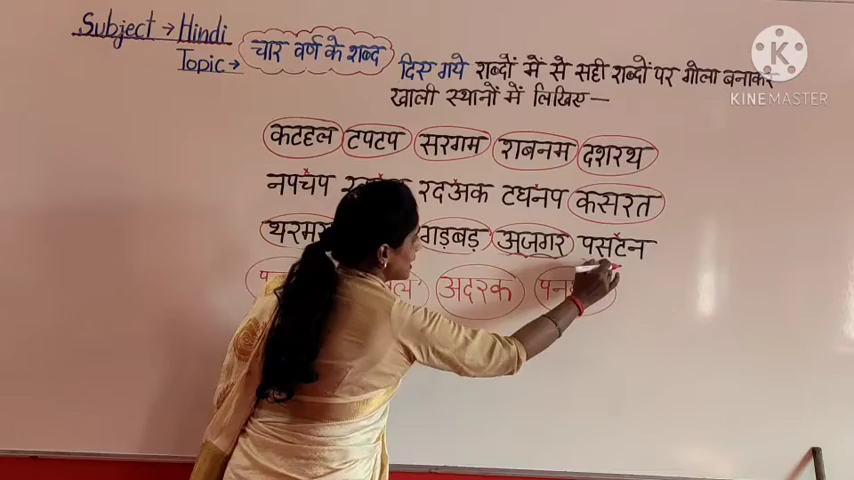 Subject → Hindi
Topic → चार वर्ण के शब्द
दिए गये शब्दों में से सही शब्दों पर गोला बनाकर
खाली स्थानों में लिखिए —
कटहल टपटप सरगम शबनम दशरथ
नपचप रदअक टघनप कसरत
गड़बड़ अजगर पसटन
अदरक
KINEMASTER